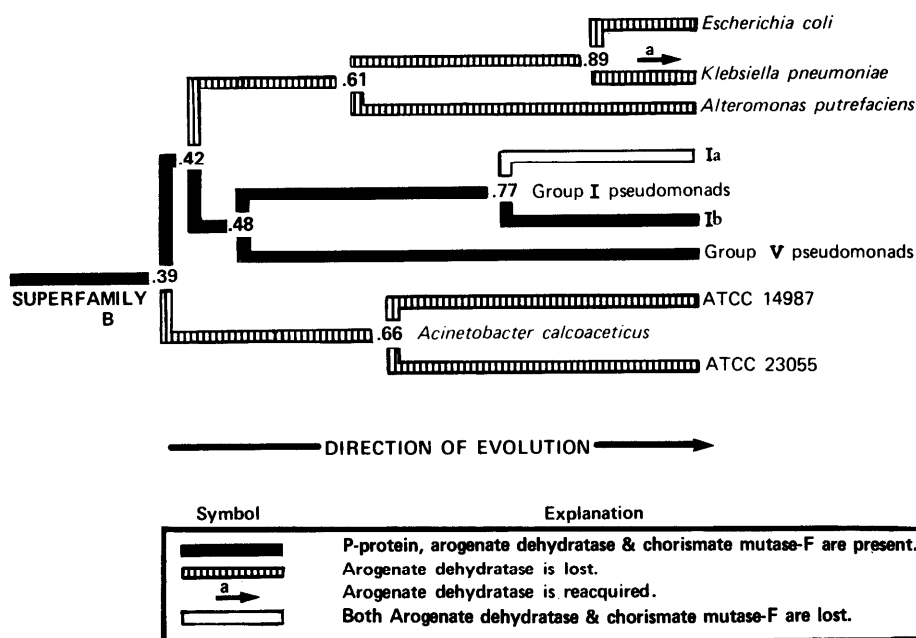 Escherichia coli
a
.89
Klebsiella pneumoniae
.61
Alteromonas putrefaciens
.42
Ia
.77 Group I pseudomonads
Ib
.48
Group V pseudomonads
.39
SUPERFAMILY
B
ATCC 14987
.66 Acinetobacter calcoaceticus
ATCC 23055
DIRECTION OF EVOLUTION
Symbol Explanation
P-protein, arogenate dehydratase & chorismate mutase-F are present.
Arogenate dehydratase is lost.
a Arogenate dehydratase is reacquired.
Both Arogenate dehydratase & chorismate mutase-F are lost.